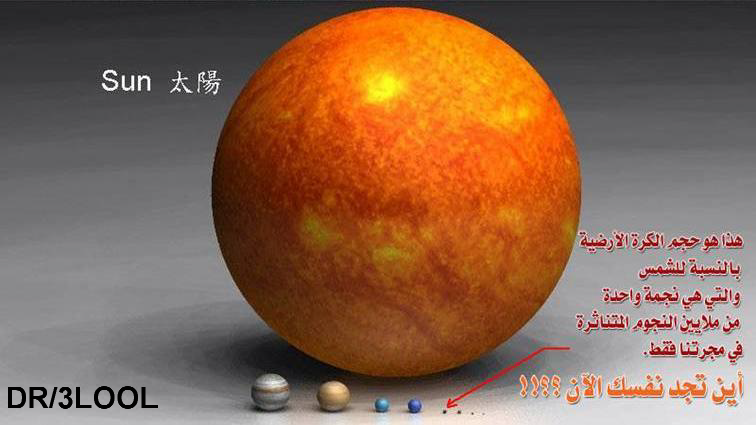 Sun 太陽
هذا هو حجم الكرة الأرضية
بالنسبة للشمس
والتي هي نجمة واحدة
من ملايين النجوم المتناثرة
في مجرتنا فقط.
أين تجد نفسك الآن ؟؟!!
DR/3LOOL